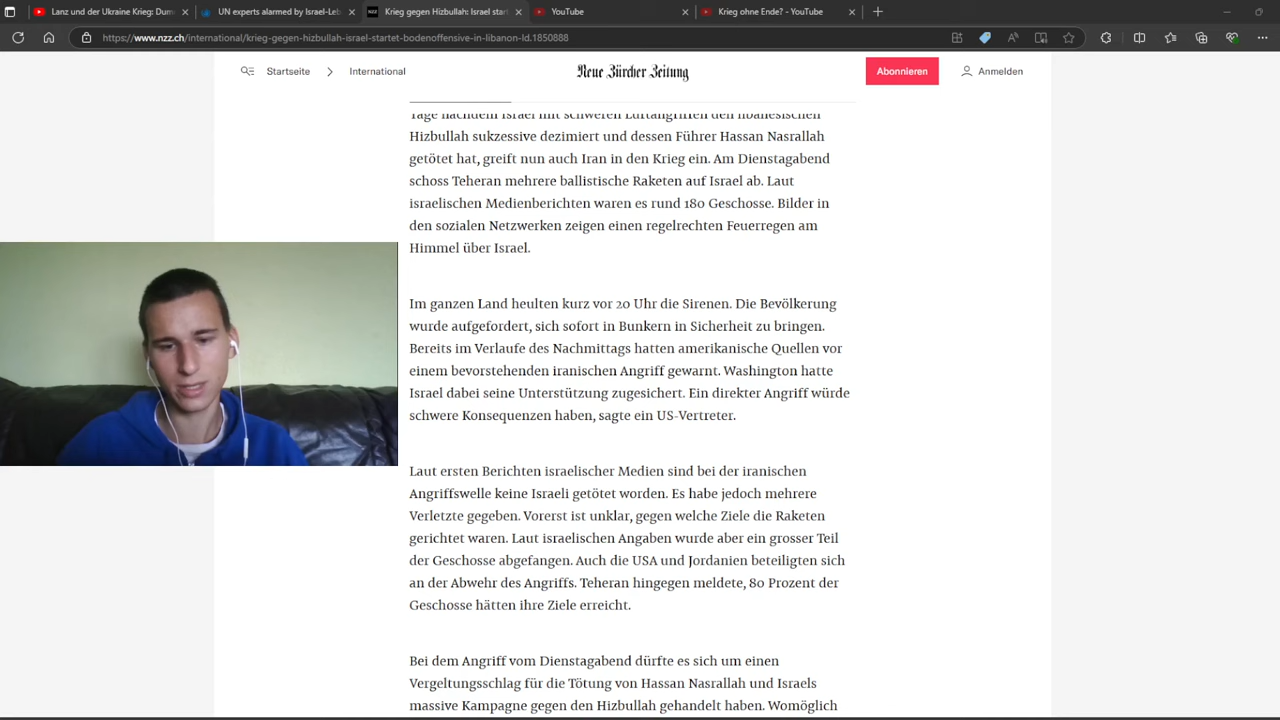 Lanz und der Ukraine Krieg: Dum
UN experts alarmed by Israel-Leb
NZZ
Krieg gegen Hizbullah: Israel star
YouTube
Krieg ohne Ende? - YouTube
https://www.nzz.ch/international/krieg-gegen-hizbullah-israel-startet-bodenoffensive-in-libanon-ld.1850888
Startseite
International
Neue Zürcher Zeitung
Abonnieren
Anmelden
Tage nachdem Israel mit schweren Luftangriffen den libanesischen
Hizbullah sukzessive dezimiert und dessen Führer Hassan Nasrallah
getötet hat, greift nun auch Iran in den Krieg ein. Am Dienstagabend
schoss Teheran mehrere ballistische Raketen auf Israel ab. Laut
israelischen Medienberichten waren es rund 180 Geschosse. Bilder in
den sozialen Netzwerken zeigen einen regelrechten Feuerregen am
Himmel über Israel.
Im ganzen Land heulten kurz vor 20 Uhr die Sirenen. Die Bevölkerung
wurde aufgefordert, sich sofort in Bunkern in Sicherheit zu bringen.
Bereits im Verlaufe des Nachmittags hatten amerikanische Quellen vor
einem bevorstehenden iranischen Angriff gewarnt. Washington hatte
Israel dabei seine Unterstützung zugesichert. Ein direkter Angriff würde
schwere Konsequenzen haben, sagte ein US-Vertreter.
Laut ersten Berichten israelischer Medien sind bei der iranischen
Angriffswelle keine Israeli getötet worden. Es habe jedoch mehrere
Verletzte gegeben. Vorerst ist unklar, gegen welche Ziele die Raketen
gerichtet waren. Laut israelischen Angaben wurde aber ein grosser Teil
der Geschosse abgefangen. Auch die USA und Jordanien beteiligten sich
an der Abwehr des Angriffs. Teheran hingegen meldete, 80 Prozent der
Geschosse hätten ihre Ziele erreicht.
Bei dem Angriff vom Dienstagabend dürfte es sich um einen
Vergeltungsschlag für die Tötung von Hassan Nasrallah und Israels
massive Kampagne gegen den Hizbullah gehandelt haben. Womöglich